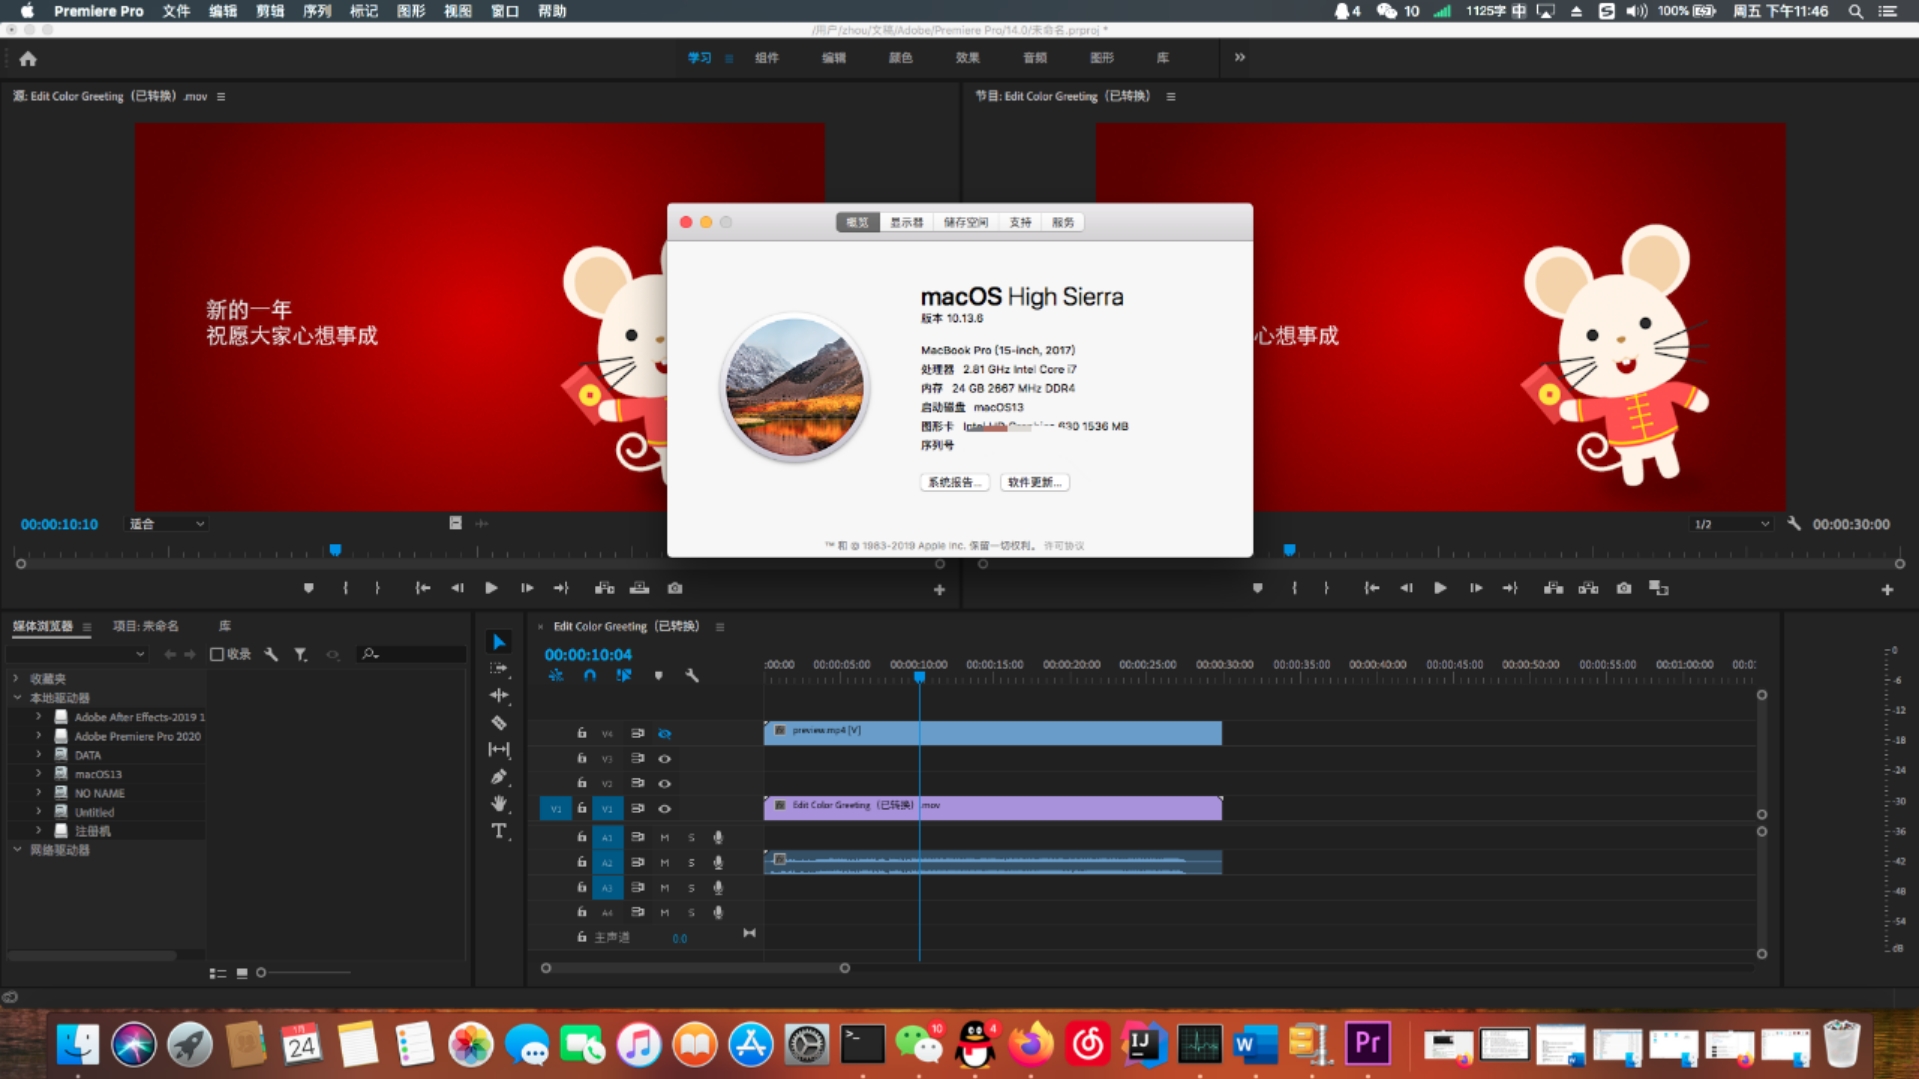 Premiere Pro 文件 编辑 剪辑 序列 标记 图形 视图 窗口 帮助
4 10 1125字 中 S 100% 周五 下午11:46
/用户/zhou/文稿/Adobe/Premiere Pro/14.0/未命名.prproj *
学习 组件 编辑 颜色 效果 音频 图形 库
源: Edit Color Greeting（已转换）.mov
节目: Edit Color Greeting（已转换）
新的一年
祝愿大家心想事成
心想事成
概览 显示器 储存空间 支持 服务
macOS High Sierra
版本 10.13.6
MacBook Pro (15-inch, 2017)
处理器 2.81 GHz Intel Core i7
内存 24 GB 2667 MHz DDR4
启动磁盘 macOS13
图形卡 Intel HD Graphics 630 1536 MB
序列号
系统报告... 软件更新...
™ 和 © 1983-2019 Apple Inc. 保留一切权利。 许可协议
00:00:10:10 适合
1/2 00:00:30:00
媒体浏览器 项目: 未命名 库
收录
收藏夹
本地驱动器
Adobe After Effects-2019 1
Adobe Premiere Pro 2020
DATA
macOS13
NO NAME
Untitled
注册机
网络驱动器
× Edit Color Greeting（已转换）
00:00:10:04
:00:00 00:00:05:00 00:00:10:00 00:00:15:00 00:00:20:00 00:00:25:00 00:00:30:00 00:00:35:00 00:00:40:00 00:00:45:00 00:00:50:00 00:00:55:00 00:01:00:00 00:0
V4 preview.mp4 [V]
V3
V2
V1 V1 Edit Color Greeting（已转换）.mov
A1 M S
A2 M S
A3 M S
A4 M S
主声道 0.0
0
-6
-12
-18
-24
-30
-36
-42
-48
-54
dB
1月
24
10
4
IJ
W
Pr